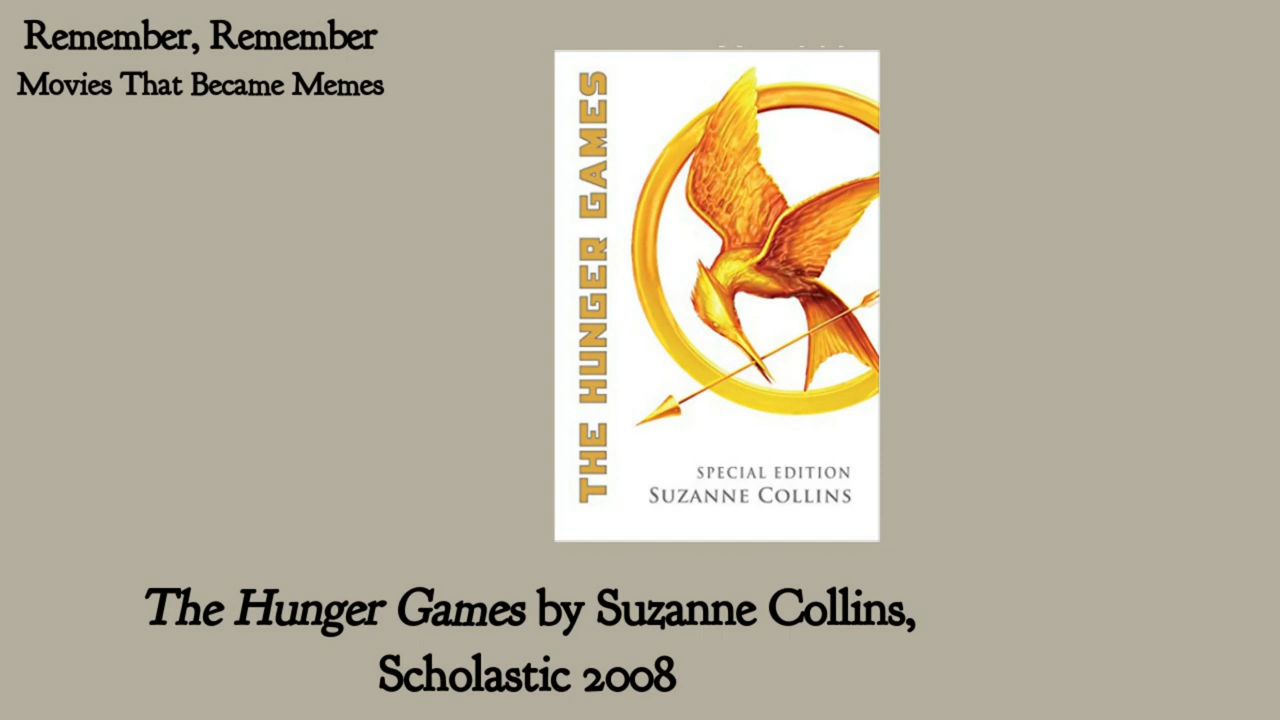 Remember, Remember
Movies That Became Memes
THE HUNGER GAMES
SPECIAL EDITION
SUZANNE COLLINS
The Hunger Games by Suzanne Collins,
Scholastic 2008